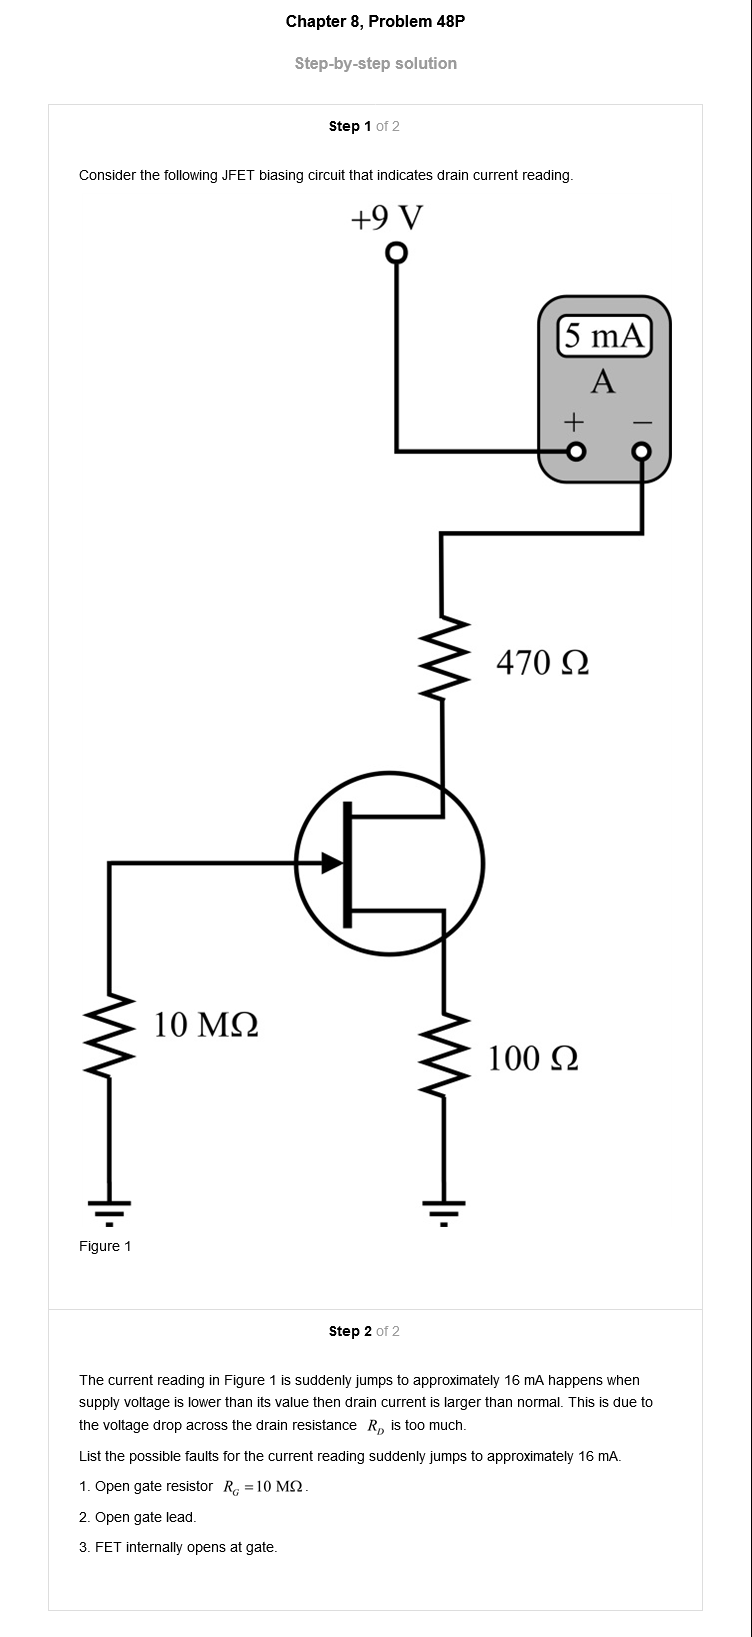 Chapter 8, Problem 48P
Step-by-step solution
Step 1 of 2
Consider the following JFET biasing circuit that indicates drain current reading.
+9 V
5 mA
A
+ −
470 Ω
10 MΩ
100 Ω
Figure 1
Step 2 of 2
The current reading in Figure 1 is suddenly jumps to approximately 16 mA happens when
supply voltage is lower than its value then drain current is larger than normal. This is due to
the voltage drop across the drain resistance R_D is too much.
List the possible faults for the current reading suddenly jumps to approximately 16 mA.
1. Open gate resistor R_G = 10 MΩ.
2. Open gate lead.
3. FET internally opens at gate.